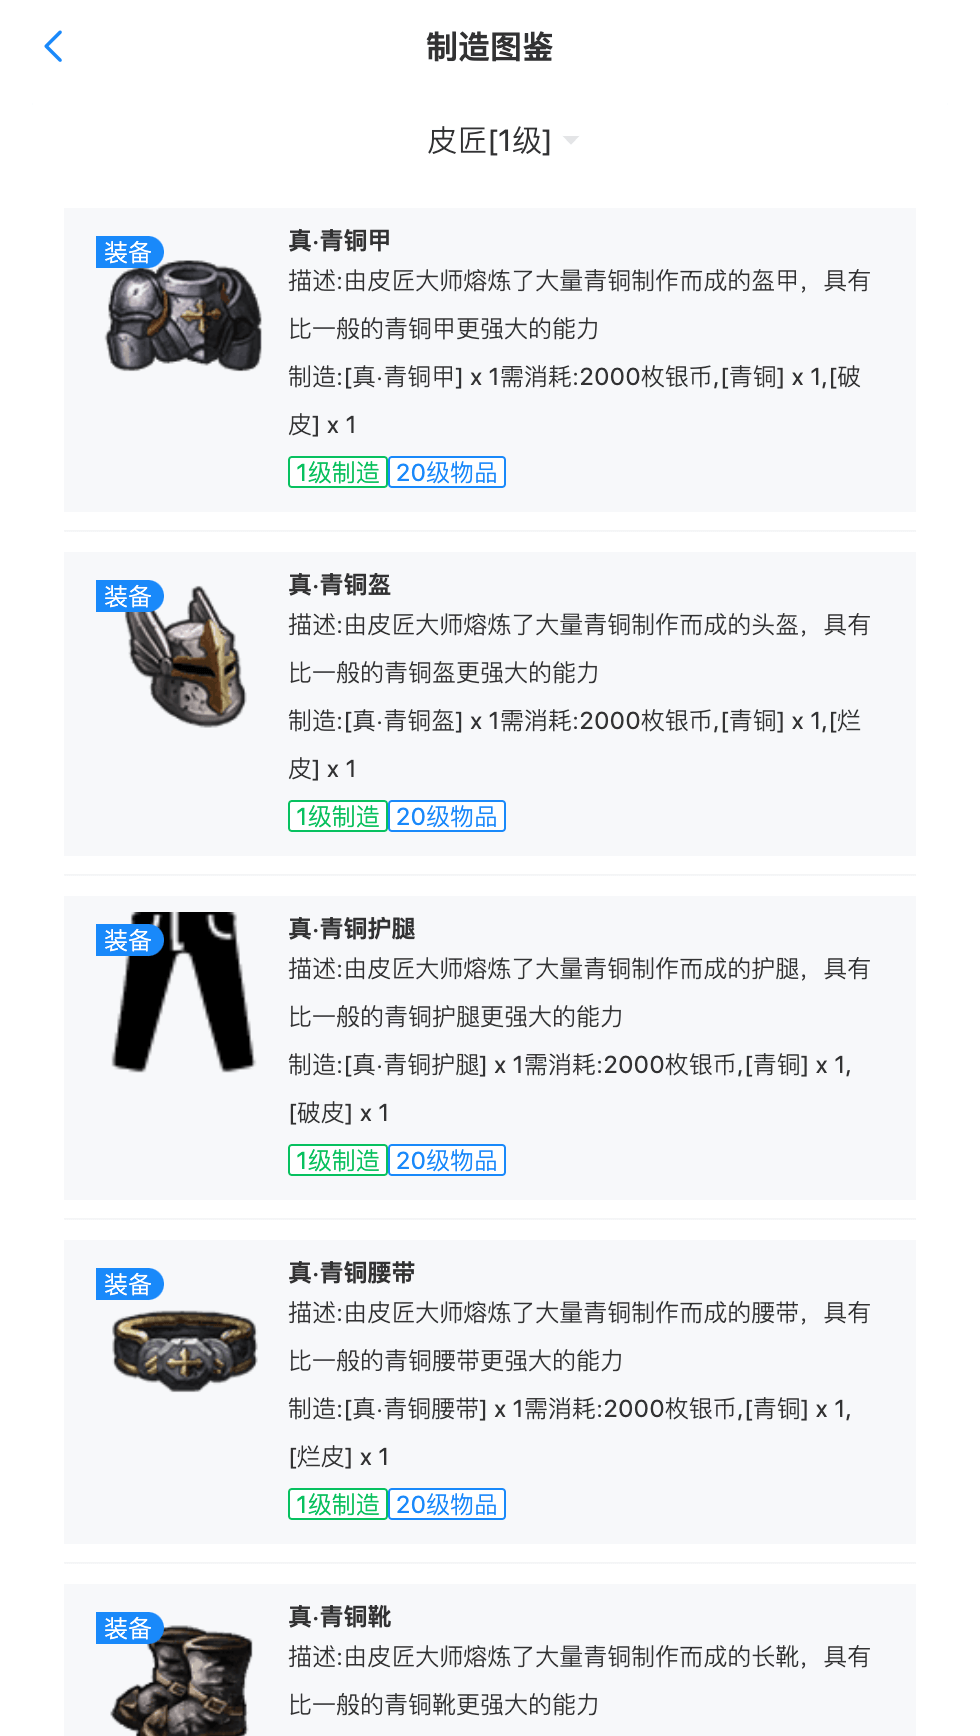 制造图鉴
皮匠[1级]
装备
真·青铜甲
描述:由皮匠大师熔炼了大量青铜制作而成的盔甲，具有
比一般的青铜甲更强大的能力
制造:[真·青铜甲] x 1需消耗:2000枚银币,[青铜] x 1,[破
皮] x 1
1级制造 20级物品
装备
真·青铜盔
描述:由皮匠大师熔炼了大量青铜制作而成的头盔，具有
比一般的青铜盔更强大的能力
制造:[真·青铜盔] x 1需消耗:2000枚银币,[青铜] x 1,[烂
皮] x 1
1级制造 20级物品
装备
真·青铜护腿
描述:由皮匠大师熔炼了大量青铜制作而成的护腿，具有
比一般的青铜护腿更强大的能力
制造:[真·青铜护腿] x 1需消耗:2000枚银币,[青铜] x 1,
[破皮] x 1
1级制造 20级物品
装备
真·青铜腰带
描述:由皮匠大师熔炼了大量青铜制作而成的腰带，具有
比一般的青铜腰带更强大的能力
制造:[真·青铜腰带] x 1需消耗:2000枚银币,[青铜] x 1,
[烂皮] x 1
1级制造 20级物品
装备
真·青铜靴
描述:由皮匠大师熔炼了大量青铜制作而成的长靴，具有
比一般的青铜靴更强大的能力